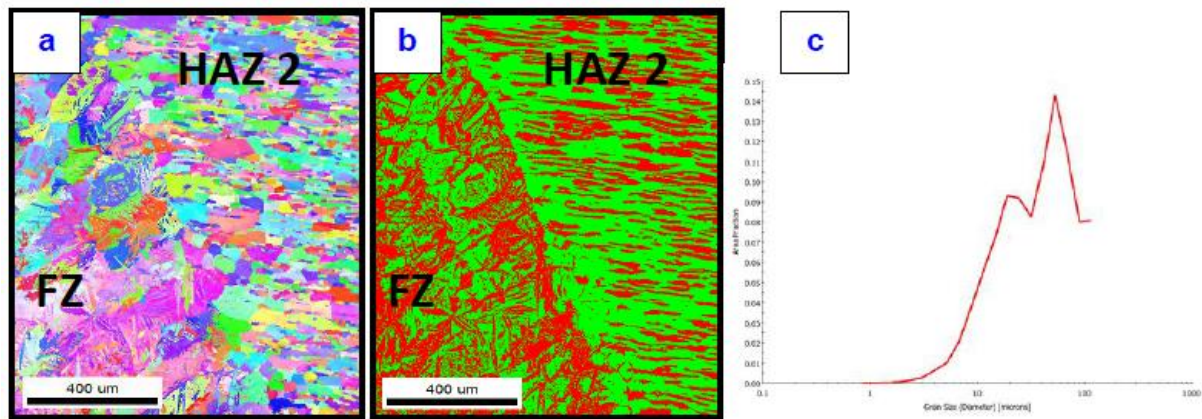 a
HAZ 2
FZ
400 um
b
HAZ 2
FZ
400 um
c
0.15
0.14
0.13
0.12
0.11
0.10
0.09
0.08
0.07
0.06
0.05
0.04
0.03
0.02
0.01
0.00
Area Fraction
0.1
1
10
100
1000
Grain Size (Diameter) [microns]